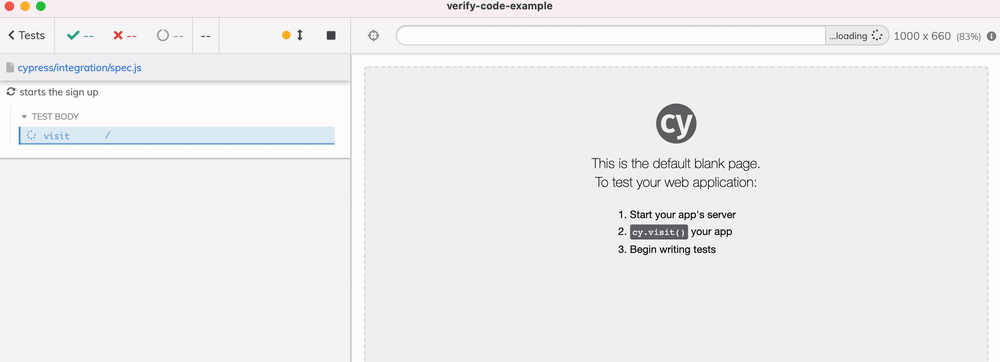 verify-code-example
Tests -- -- -- -- ...loading 1000 x 660 (83%)
cypress/integration/spec.js
starts the sign up
TEST BODY
visit /
cy
This is the default blank page.
To test your web application:
1. Start your app's server
2. cy.visit() your app
3. Begin writing tests